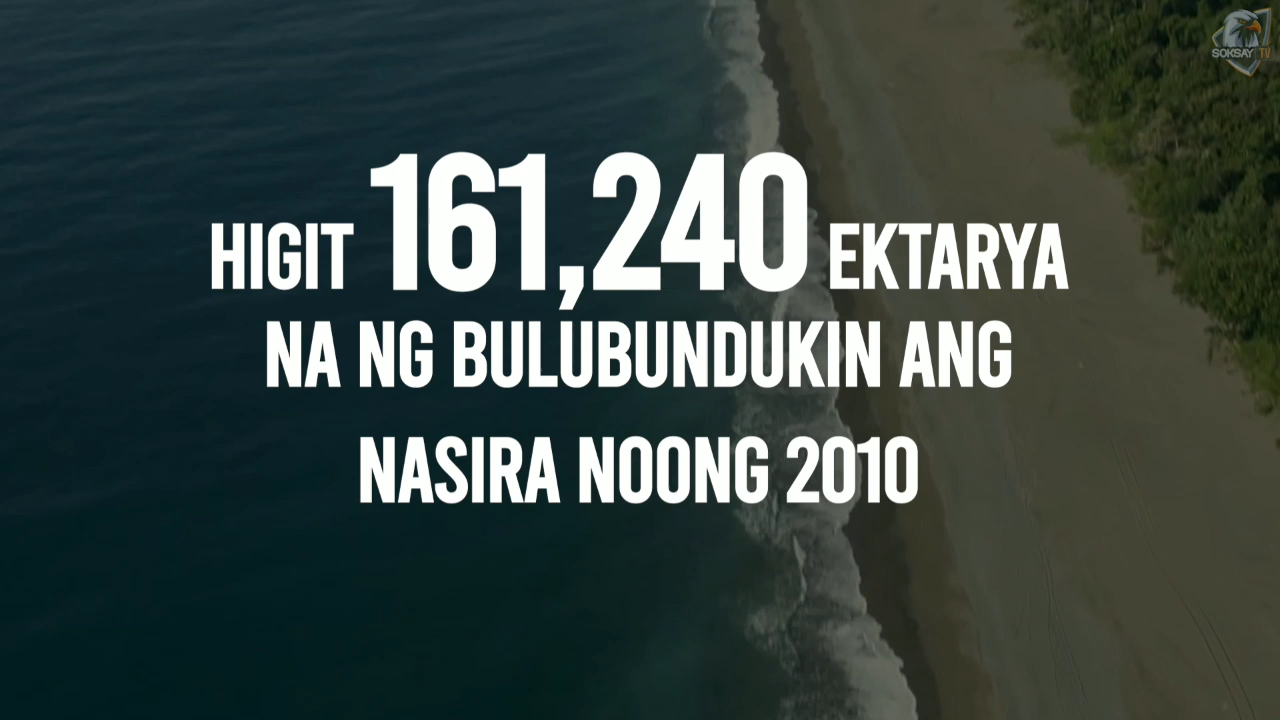 SOKSAY TV
HIGIT 161,240 EKTARYA
NA NG BULUBUNDUKIN ANG
NASIRA NOONG 2010